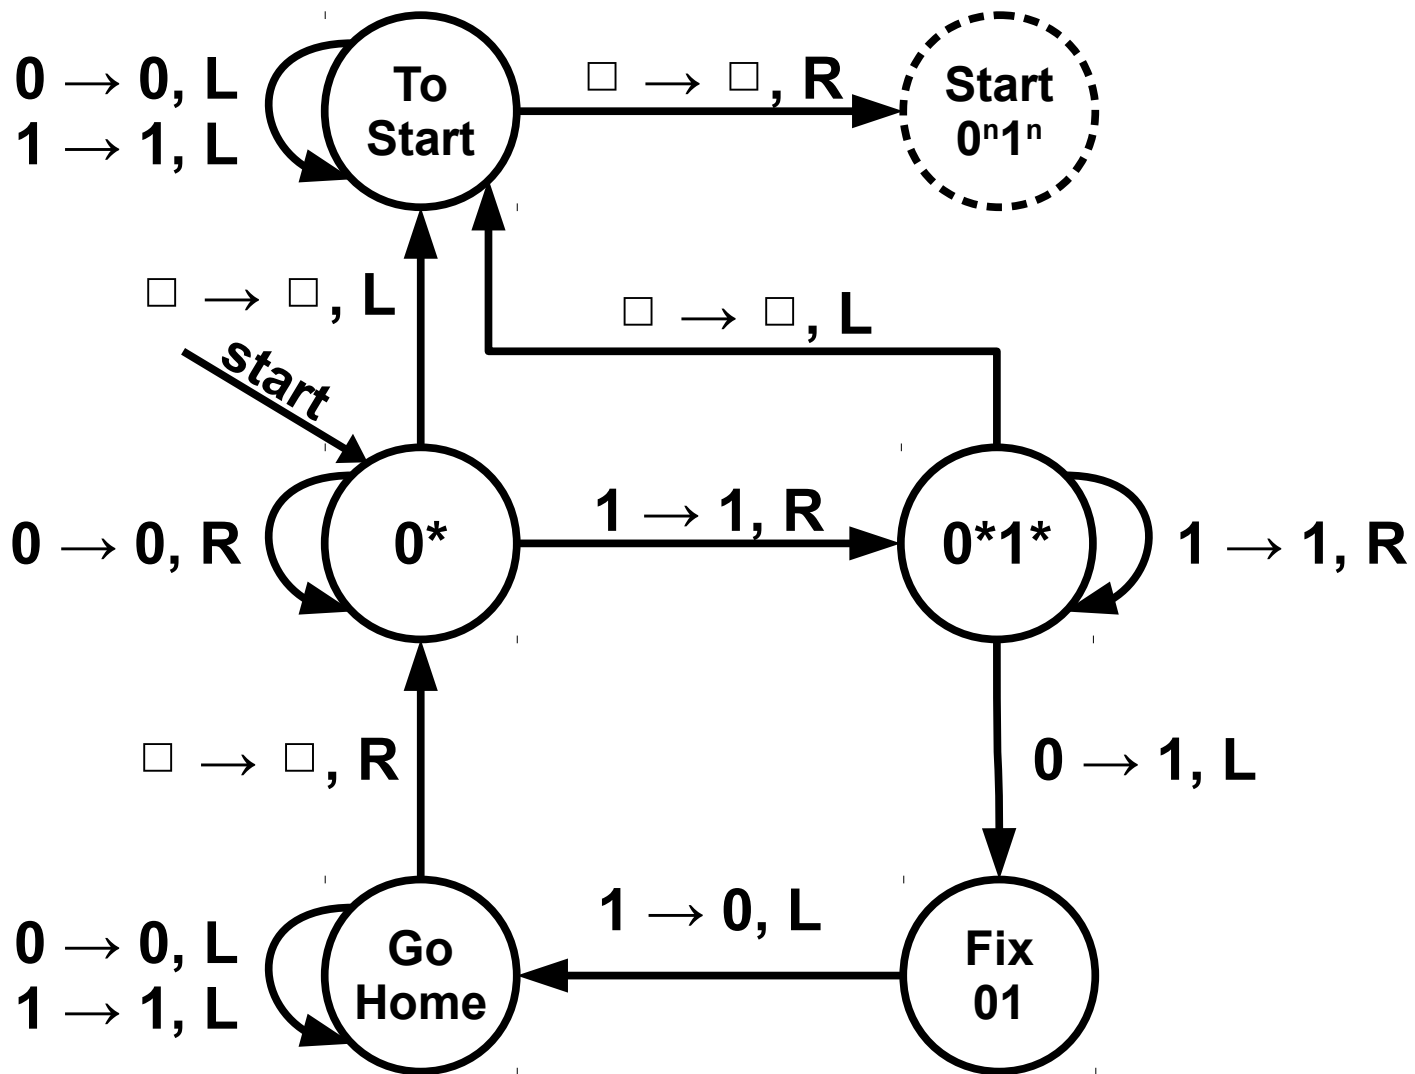 0 → 0, L
1 → 1, L
To
Start
□ → □, R
Start
0ⁿ1ⁿ
□ → □, L
□ → □, L
start
0 → 0, R
0*
1 → 1, R
0*1*
1 → 1, R
□ → □, R
0 → 1, L
0 → 0, L
1 → 1, L
Go
Home
1 → 0, L
Fix
01